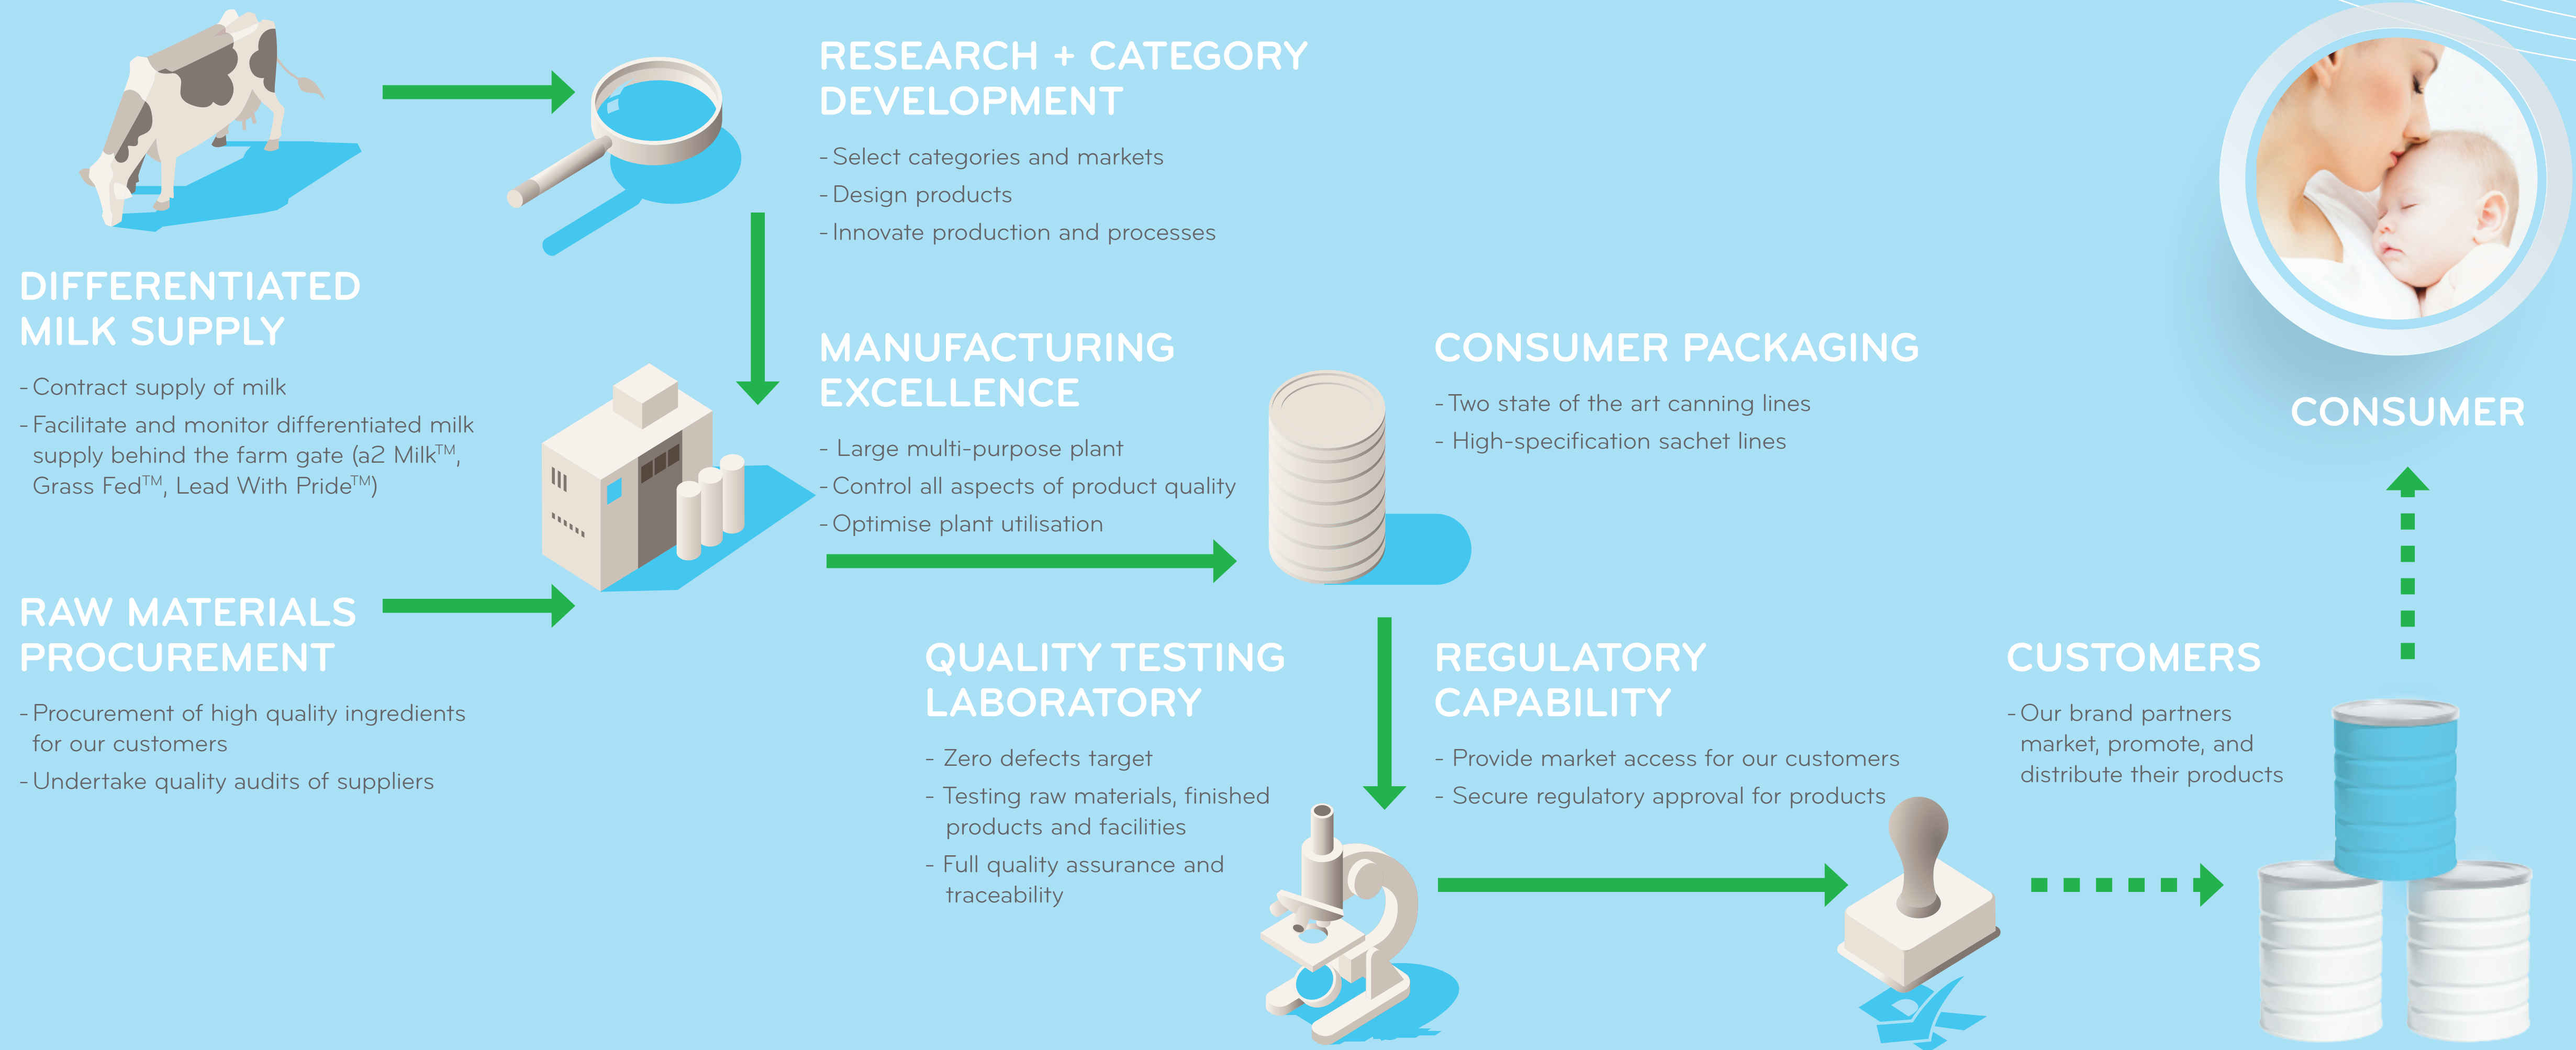 DIFFERENTIATED
MILK SUPPLY
- Contract supply of milk
- Facilitate and monitor differentiated milk
supply behind the farm gate (a2 Milk™,
Grass Fed™, Lead With Pride™)
RAW MATERIALS
PROCUREMENT
- Procurement of high quality ingredients
for our customers
- Undertake quality audits of suppliers
RESEARCH + CATEGORY
DEVELOPMENT
- Select categories and markets
- Design products
- Innovate production and processes
MANUFACTURING
EXCELLENCE
- Large multi-purpose plant
- Control all aspects of product quality
- Optimise plant utilisation
CONSUMER PACKAGING
- Two state of the art canning lines
- High-specification sachet lines
QUALITY TESTING
LABORATORY
- Zero defects target
- Testing raw materials, finished
products and facilities
- Full quality assurance and
traceability
REGULATORY
CAPABILITY
- Provide market access for our customers
- Secure regulatory approval for products
CUSTOMERS
- Our brand partners
market, promote, and
distribute their products
CONSUMER